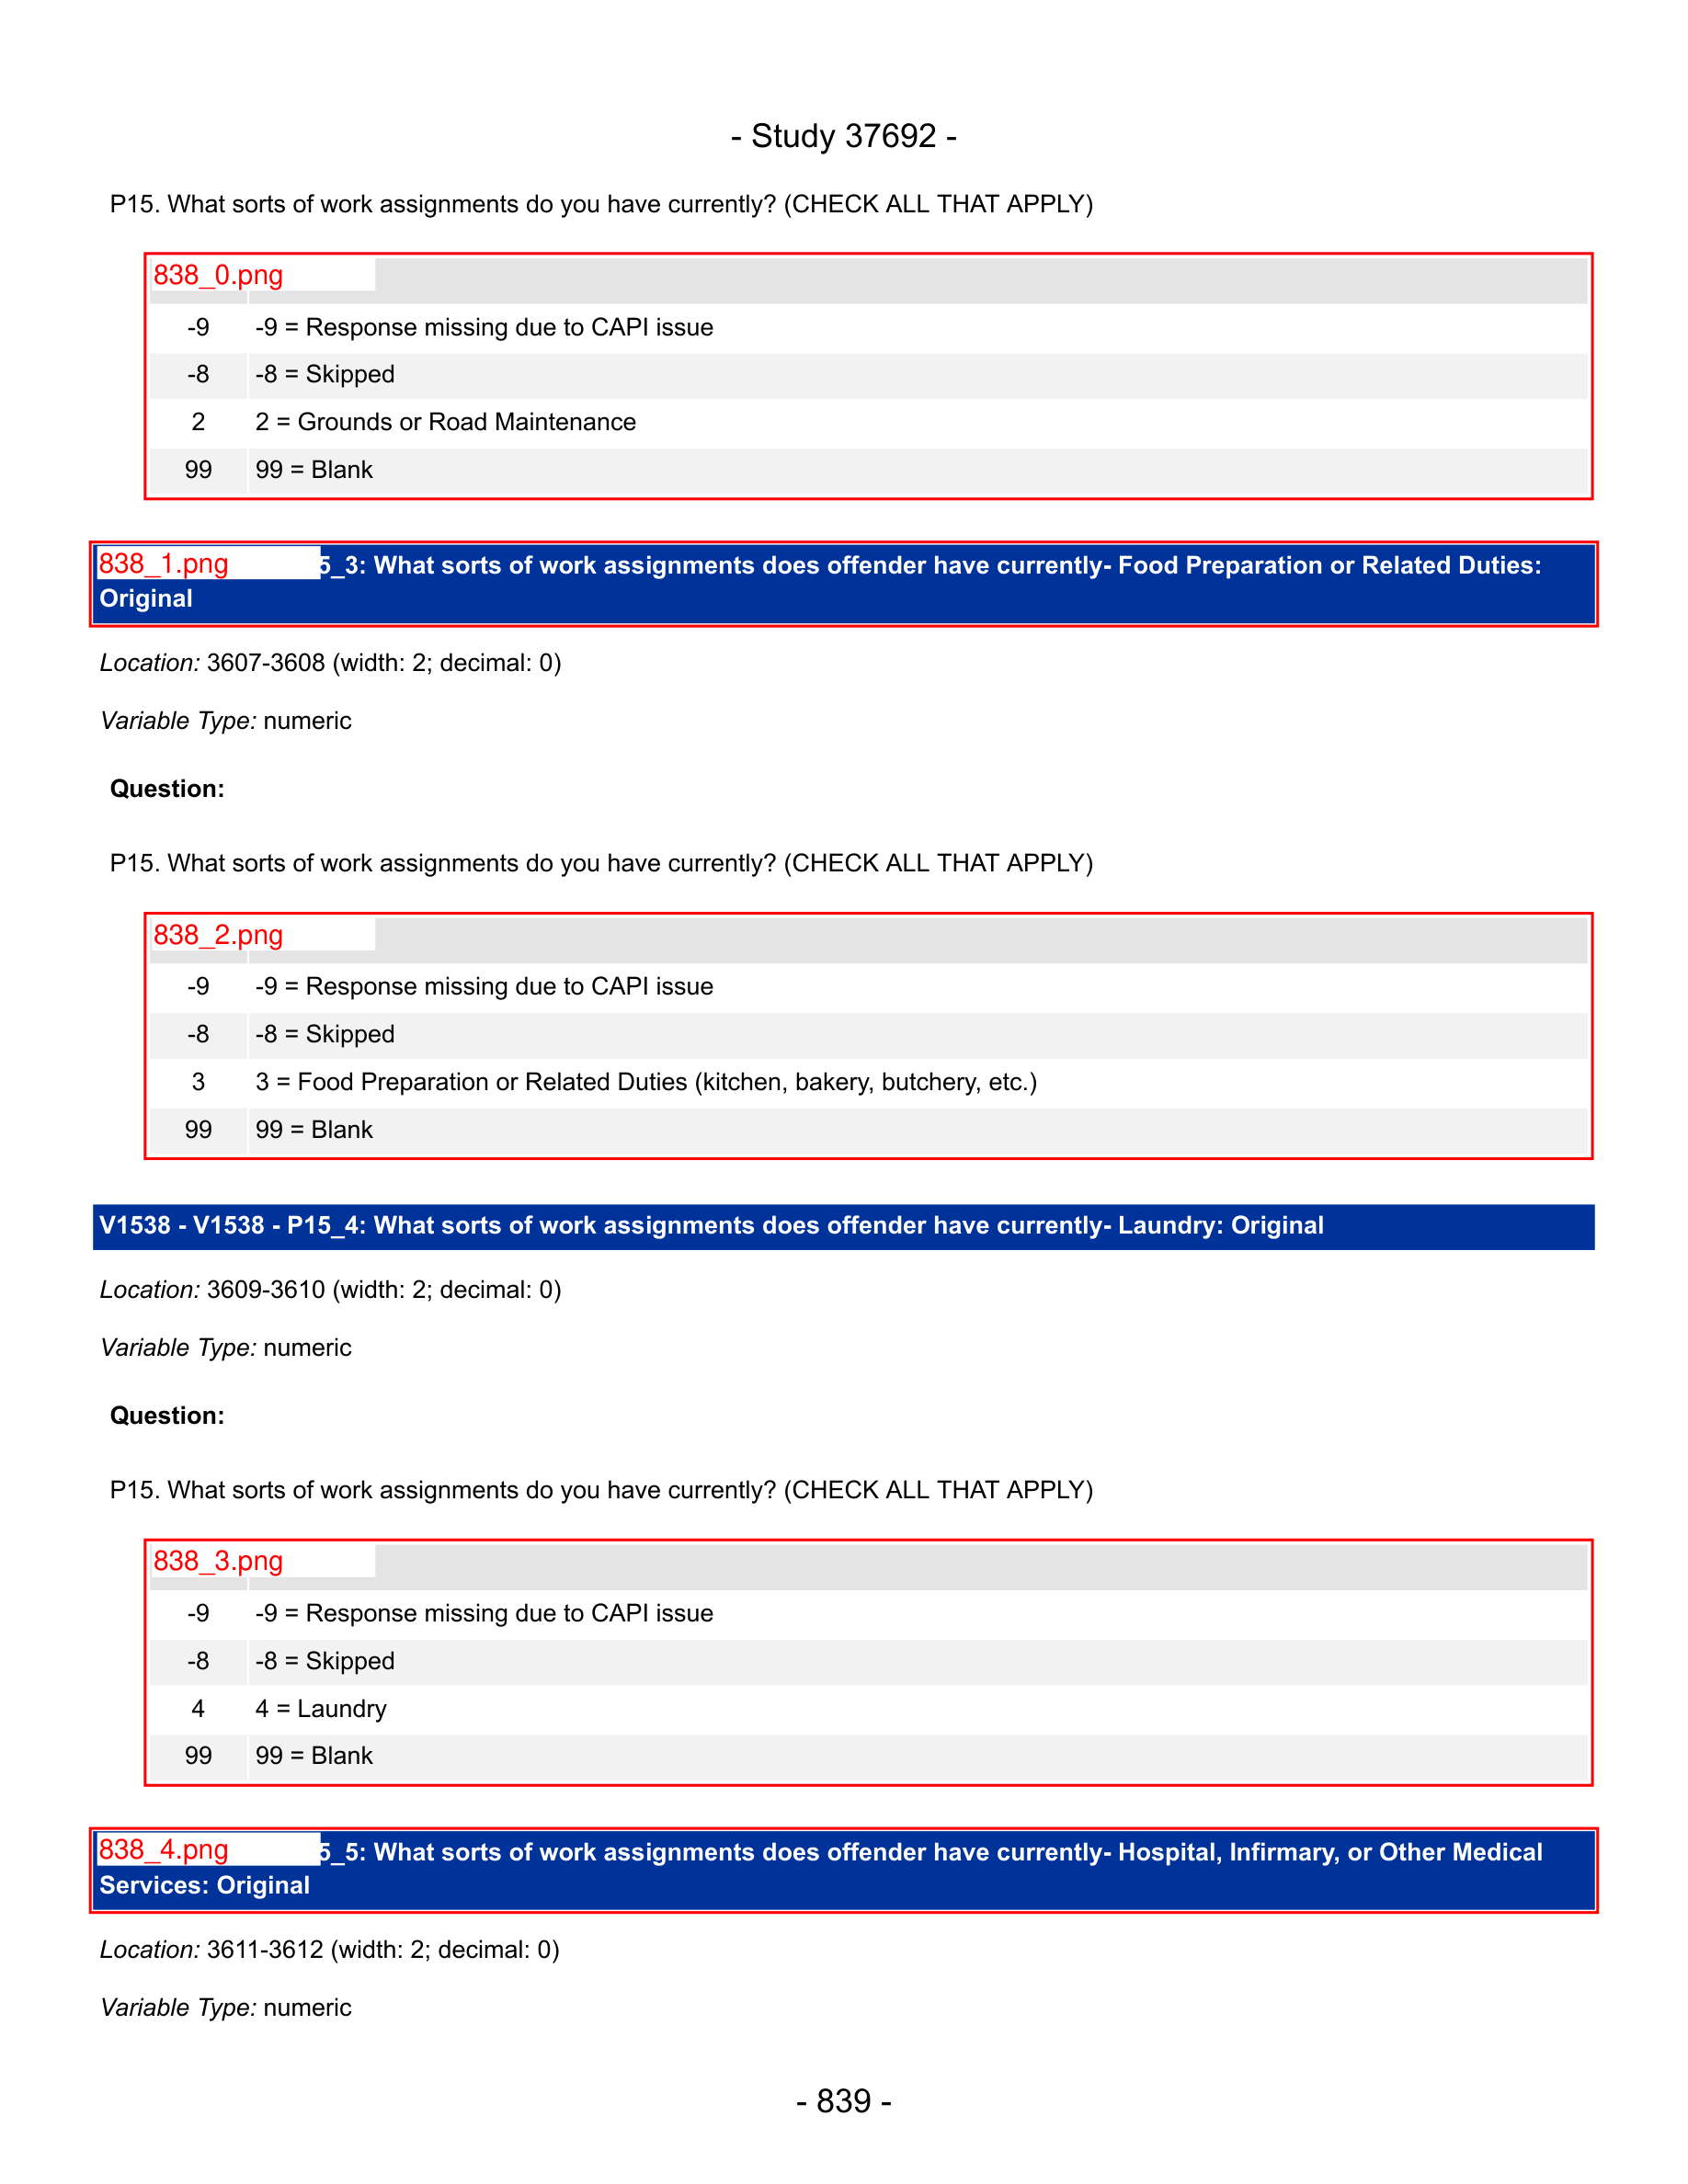 - Study 37692 -
P15. What sorts of work assignments do you have currently? (CHECK ALL THAT APPLY)
838_0.png
-9 -9 = Response missing due to CAPI issue
-8 -8 = Skipped
2 2 = Grounds or Road Maintenance
99 99 = Blank
838_1.png 5_3: What sorts of work assignments does offender have currently- Food Preparation or Related Duties:
Original
Location: 3607-3608 (width: 2; decimal: 0)
Variable Type: numeric
Question:
P15. What sorts of work assignments do you have currently? (CHECK ALL THAT APPLY)
838_2.png
-9 -9 = Response missing due to CAPI issue
-8 -8 = Skipped
3 3 = Food Preparation or Related Duties (kitchen, bakery, butchery, etc.)
99 99 = Blank
V1538 - V1538 - P15_4: What sorts of work assignments does offender have currently- Laundry: Original
Location: 3609-3610 (width: 2; decimal: 0)
Variable Type: numeric
Question:
P15. What sorts of work assignments do you have currently? (CHECK ALL THAT APPLY)
838_3.png
-9 -9 = Response missing due to CAPI issue
-8 -8 = Skipped
4 4 = Laundry
99 99 = Blank
838_4.png 5_5: What sorts of work assignments does offender have currently- Hospital, Infirmary, or Other Medical
Services: Original
Location: 3611-3612 (width: 2; decimal: 0)
Variable Type: numeric
- 839 -